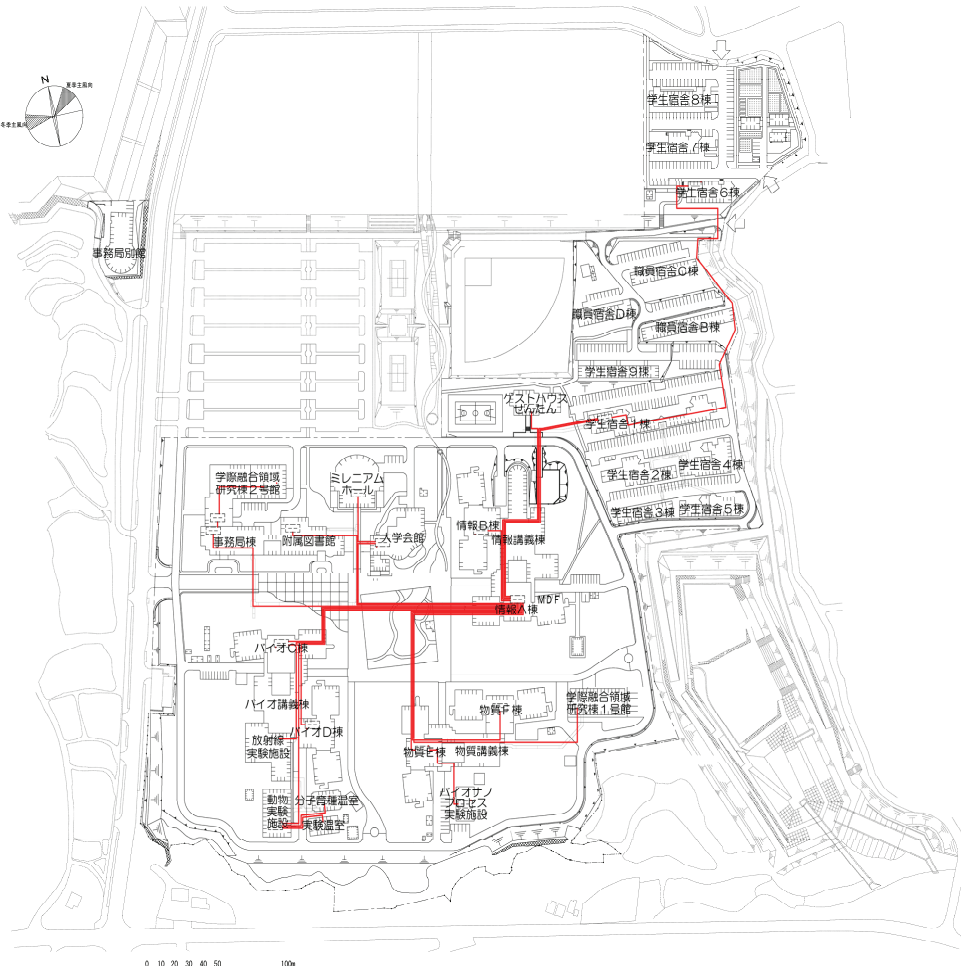 N
夏季主風向
冬季主風向
学生宿舎8棟
学生宿舎7棟
学生宿舎6棟
事務局別館
職員宿舎C棟
職員宿舎D棟
職員宿舎B棟
学生宿舎9棟
ゲストハウス
せんたん
学生宿舎1棟
学生宿舎4棟
学生宿舎2棟
学生宿舎3棟
学生宿舎5棟
学際融合領域
研究棟2号館
ミレニアム
ホール
情報B棟
事務局棟
附属図書館
大学会館
情報講義棟
MDF
情報A棟
バイオC棟
バイオ講義棟
バイオD棟
放射線
実験施設
物質F棟
学際融合領域
研究棟1号館
物質E棟
物質講義棟
動物
実験
施設
分子育種温室
実験温室
バイオナノ
プロセス
実験施設
0 10 20 30 40 50 100m